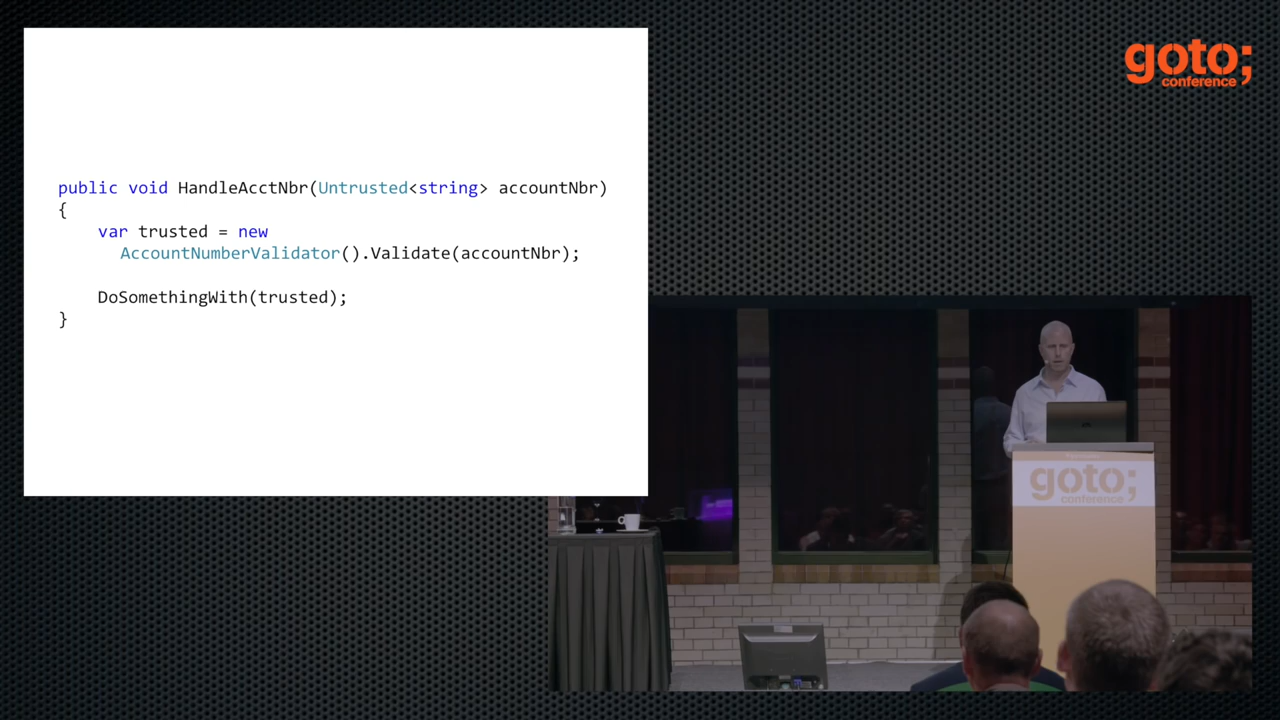 public void HandleAcctNbr(Untrusted<string> accountNbr)
{
var trusted = new
AccountNumberValidator().Validate(accountNbr);
DoSomethingWith(trusted);
}
goto;
conference
goto;
conference